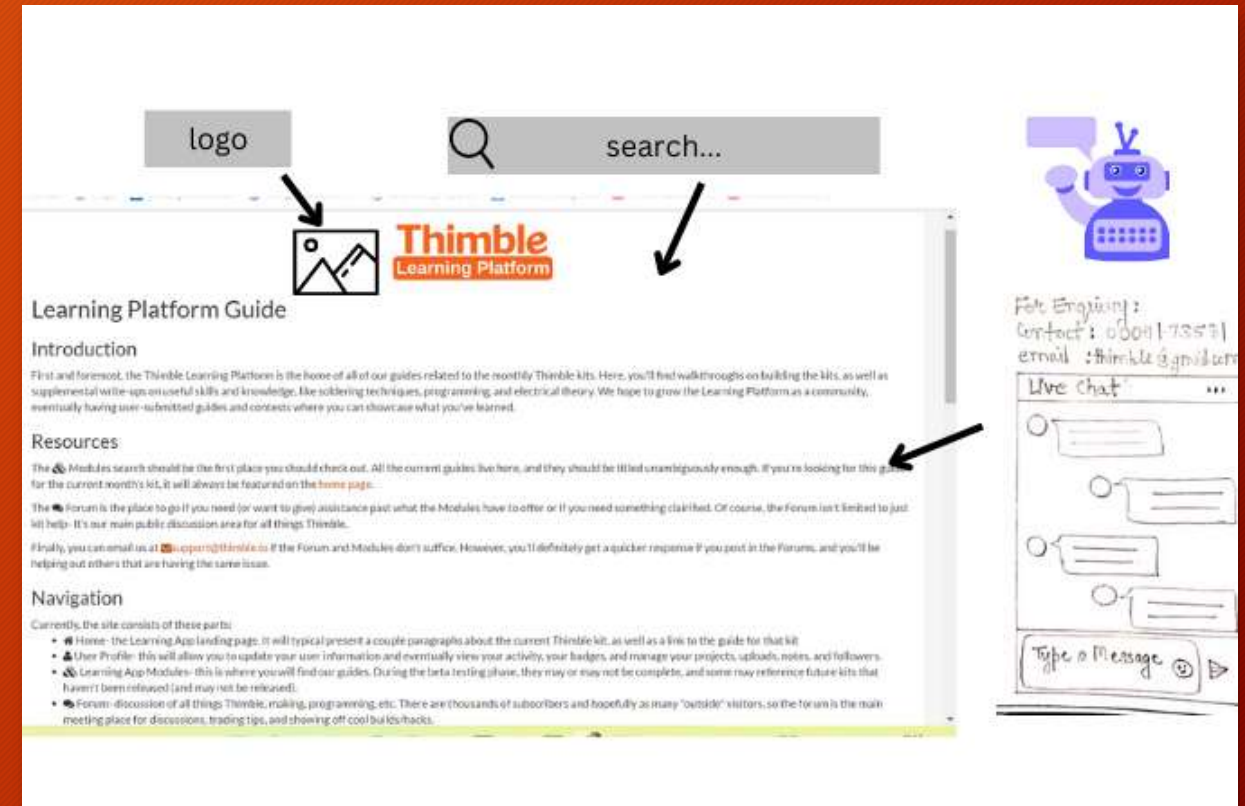 logo
search...
Thimble
Learning Platform
Learning Platform Guide
Introduction
First and foremost, the Thimble Learning Platform is the home of all of our guides related to the monthly Thimble kits. Here, you'll find walkthroughs on building the kits, as well as
supplemental write-ups on useful skills and knowledge, like soldering techniques, programming, and electrical theory. We hope to grow the Learning Platform as a community,
eventually having user-submitted guides and contests where you can showcase what you've learned.
Resources
The Modules search should be the first place you should check out. All the current guides live here, and they should be titled unambiguously enough. If you're looking for this
for the current month's kit, it will always be featured on the home page.
The Forum is the place to go if you need (or want to give) assistance past what the Modules have to offer or if you need something clairified. Of course, the Forum isn't limited to just
kit help- It's our main public discussion area for all things Thimble.
Finally, you can email us at support@thimble.io if the Forum and Modules don't suffice. However, you'll definitely get a quicker response if you post in the Forums, and you'll be
helping out others that are having the same issue.
Navigation
Currently, the site consists of these parts:
Home- the Learning App landing page. It will typical present a couple paragraphs about the current Thimble kit, as well as a link to the guide for that kit
User Profile- this will allow you to update your user information and eventually view your activity, your badges, and manage your projects, uploads, notes, and followers.
Learning App Modules- this is where you will find our guides. During the beta testing phase, they may or may not be complete, and some may reference future kits that
haven't been released (and may not be released).
Forum- discussion of all things Thimble, making, programming, etc. There are thousands of subscribers and hopefully as many "outside" visitors, so the forum is the main
meeting place for discussions, trading tips, and showing off cool builds/hacks.
For Enquiry:
Contact:
email :
Live chat ...
Type a Message